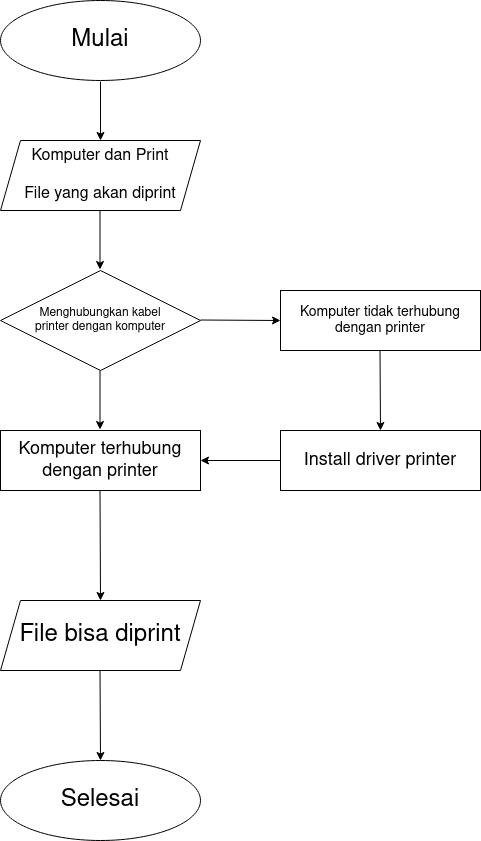 Mulai
Komputer dan Print
File yang akan diprint
Menghubungkan kabel
printer dengan komputer
Komputer tidak terhubung
dengan printer
Komputer terhubung
dengan printer
Install driver printer
File bisa diprint
Selesai